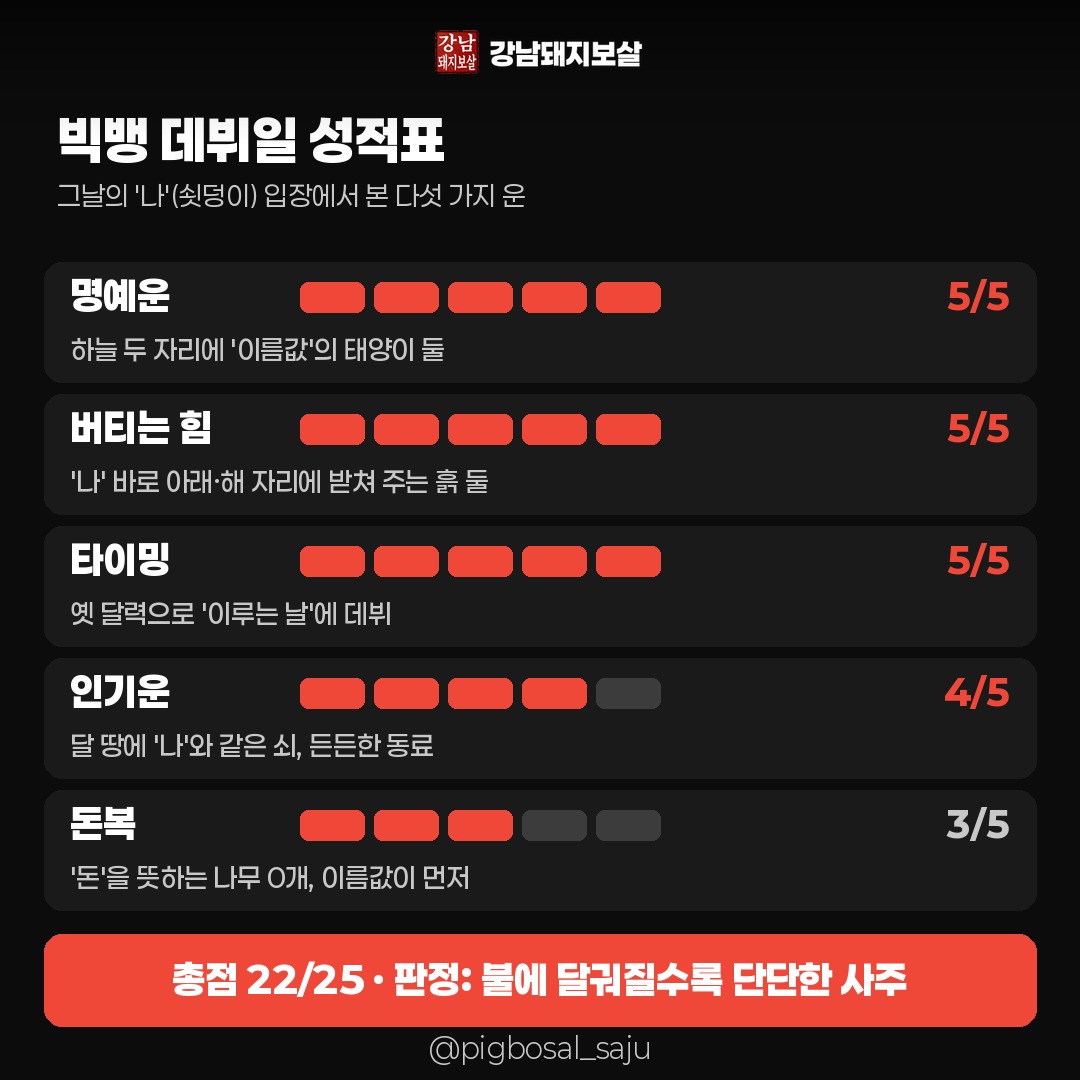 강남
돼지보살
강남돼지보살
빅뱅 데뷔일 성적표
그날의 '나'(쇳덩이) 입장에서 본 다섯 가지 운
명예운 5/5
하늘 두 자리에 '이름값'의 태양이 둘
버티는 힘 5/5
'나' 바로 아래·해 자리에 받쳐 주는 흙 둘
타이밍 5/5
옛 달력으로 '이루는 날'에 데뷔
인기운 4/5
달 땅에 '나'와 같은 쇠, 든든한 동료
돈복 3/5
'돈'을 뜻하는 나무 0개, 이름값이 먼저
총점 22/25 · 판정: 불에 달궈질수록 단단한 사주
@pigbosal_saju